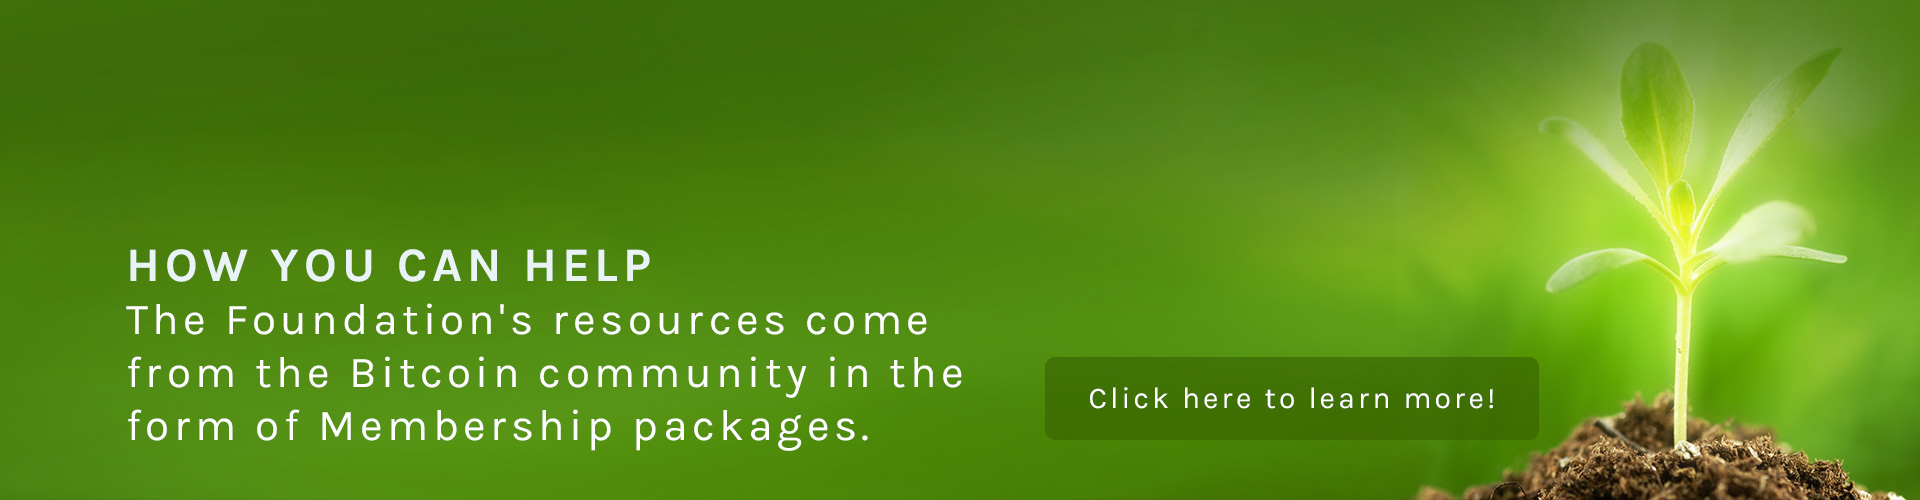 HOW YOU CAN HELP
The Foundation's resources come
from the Bitcoin community in the
form of Membership packages.
Click here to learn more!